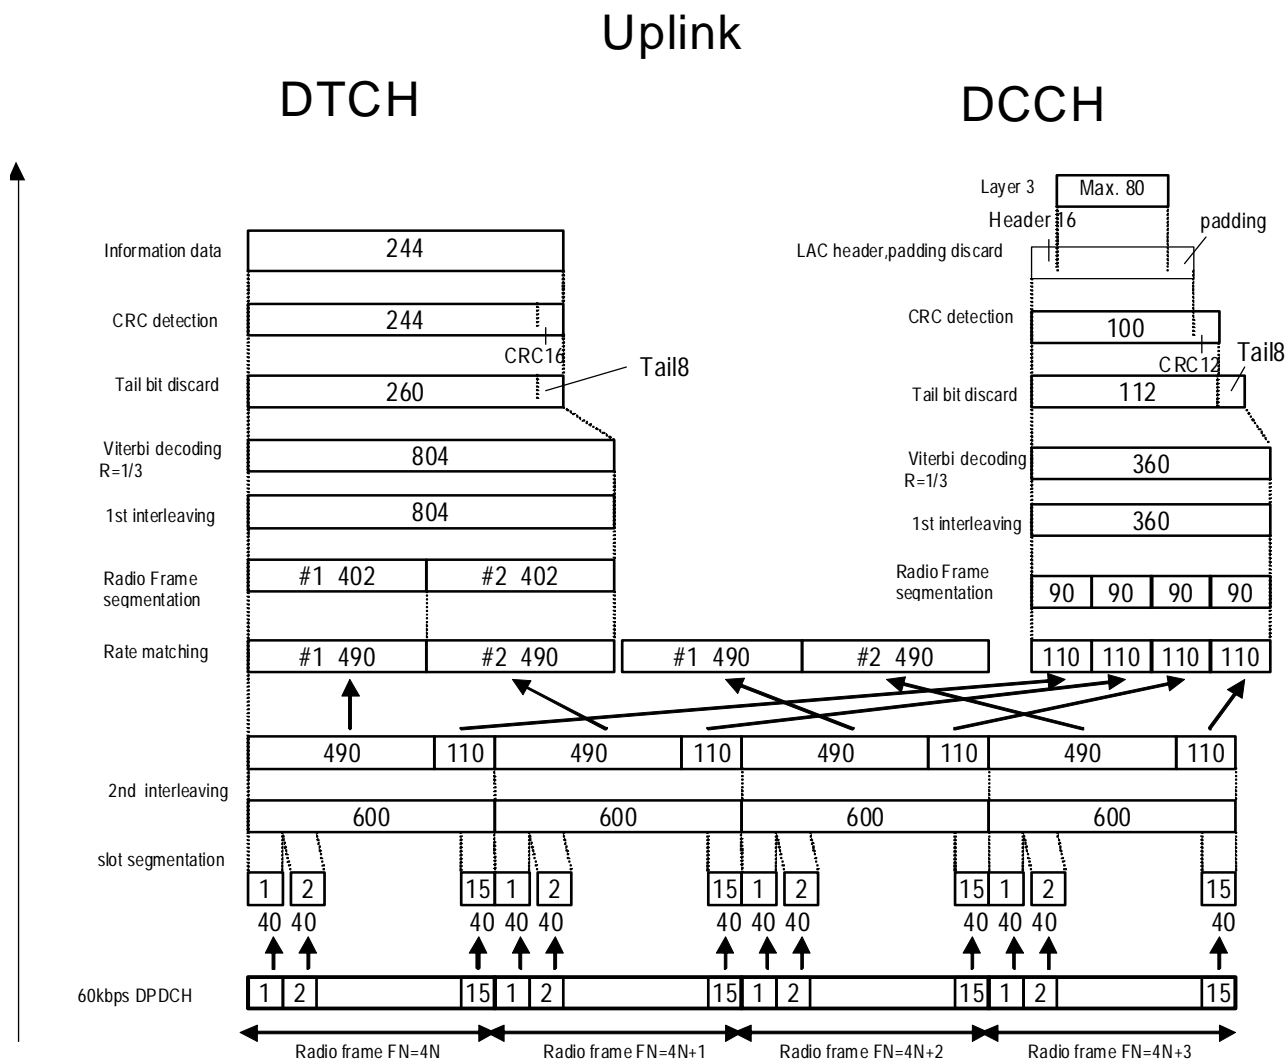 Uplink
DTCH
DCCH
Layer 3
Max. 80
Header 16
padding
Information data
244
LAC header,padding discard
CRC detection
244
CRC16
CRC detection
100
CRC12
Tail8
Tail8
Tail bit discard
260
Tail bit discard
112
Viterbi decoding
R=1/3
804
Viterbi decoding
R=1/3
360
1st interleaving
804
1st interleaving
360
Radio Frame
segmentation
#1 402 #2 402
Radio Frame
segmentation
90 90 90 90
Rate matching
#1 490 #2 490 #1 490 #2 490 110 110 110 110
490 110 490 110 490 110 490 110
2nd interleaving
600 600 600 600
slot segmentation
1 2 15 1 2 15 1 2 15 1 2 15
40 40 40 40 40 40 40 40 40 40 40 40
60kbps DPDCH
1 2 15 1 2 15 1 2 15 1 2 15
Radio frame FN=4N Radio frame FN=4N+1 Radio frame FN=4N+2 Radio frame FN=4N+3